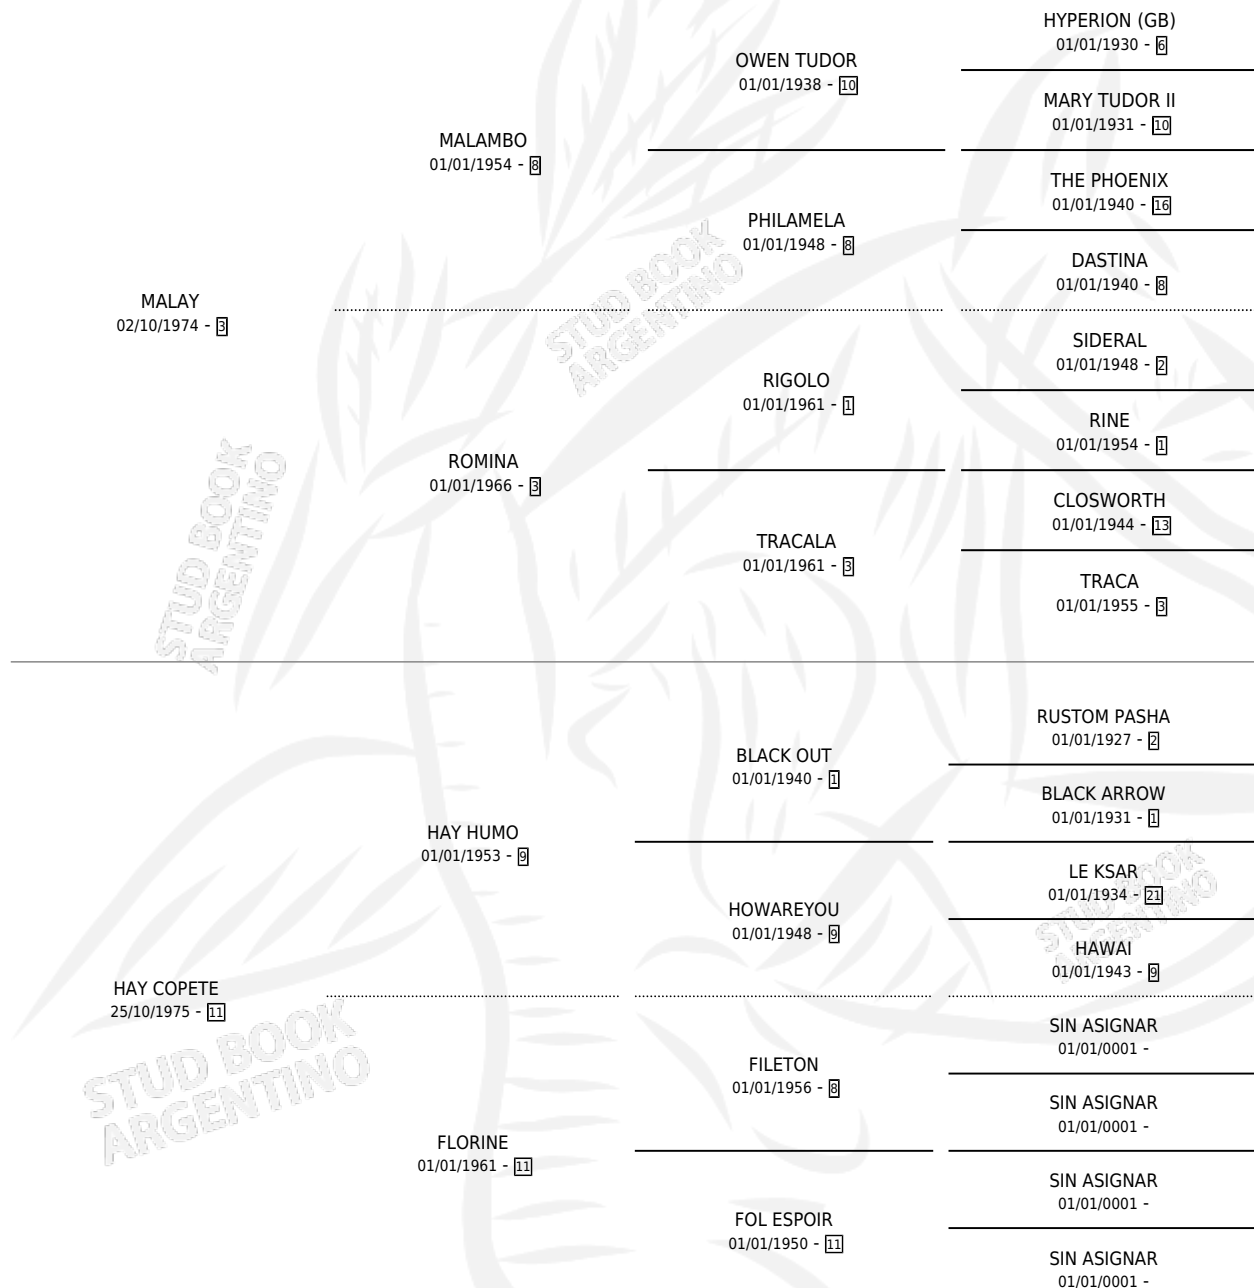 HYPERION (GB)
01/01/1930 - 6
OWEN TUDOR
01/01/1938 - 10
MARY TUDOR II
01/01/1931 - 10
MALAMBO
01/01/1954 - 8
THE PHOENIX
01/01/1940 - 16
PHILAMELA
01/01/1948 - 8
DASTINA
01/01/1940 - 8
MALAY
02/10/1974 - 3
SIDERAL
01/01/1948 - 2
RIGOLO
01/01/1961 - 1
RINE
01/01/1954 - 1
ROMINA
01/01/1966 - 3
CLOSWORTH
01/01/1944 - 13
TRACALA
01/01/1961 - 3
TRACA
01/01/1955 - 3
STUD BOOK
ARGENTINO
STUD BOOK
ARGENTINO
RUSTOM PASHA
01/01/1927 - 2
BLACK OUT
01/01/1940 - 1
BLACK ARROW
01/01/1931 - 1
HAY HUMO
01/01/1953 - 9
LE KSAR
01/01/1934 - 21
HOWAREYOU
01/01/1948 - 9
HAWAI
01/01/1943 - 9
STUD BOOK
ARGENTINO
HAY COPETE
25/10/1975 - 11
STUD BOOK
ARGENTINO
SIN ASIGNAR
01/01/0001 -
FILETON
01/01/1956 - 8
SIN ASIGNAR
01/01/0001 -
FLORINE
01/01/1961 - 11
SIN ASIGNAR
01/01/0001 -
FOL ESPOIR
01/01/1950 - 11
SIN ASIGNAR
01/01/0001 -